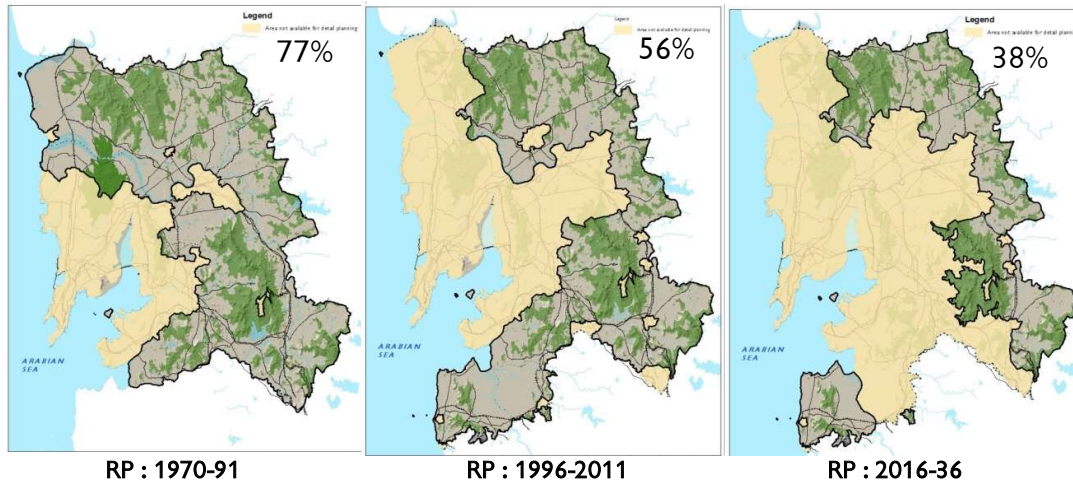 Legend
Area not available for detail planning
77%
ARABIAN
SEA
RP : 1970-91
Legend
Area not available for detail planning
56%
ARABIAN
SEA
RP : 1996-2011
Legend
Area not available for detail plannin
38%
ARABIAN
SEA
RP : 2016-36